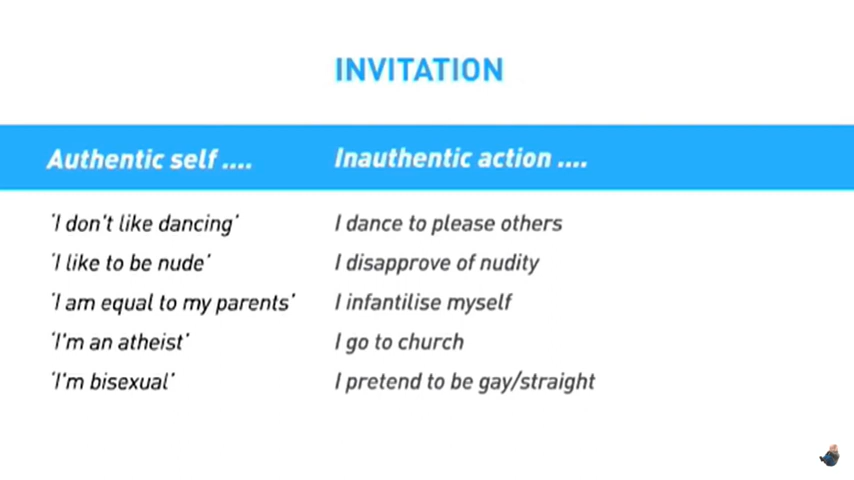 INVITATION
Authentic self .... Inauthentic action ....
'I don't like dancing' I dance to please others
'I like to be nude' I disapprove of nudity
'I am equal to my parents' I infantilise myself
'I'm an atheist' I go to church
'I'm bisexual' I pretend to be gay/straight